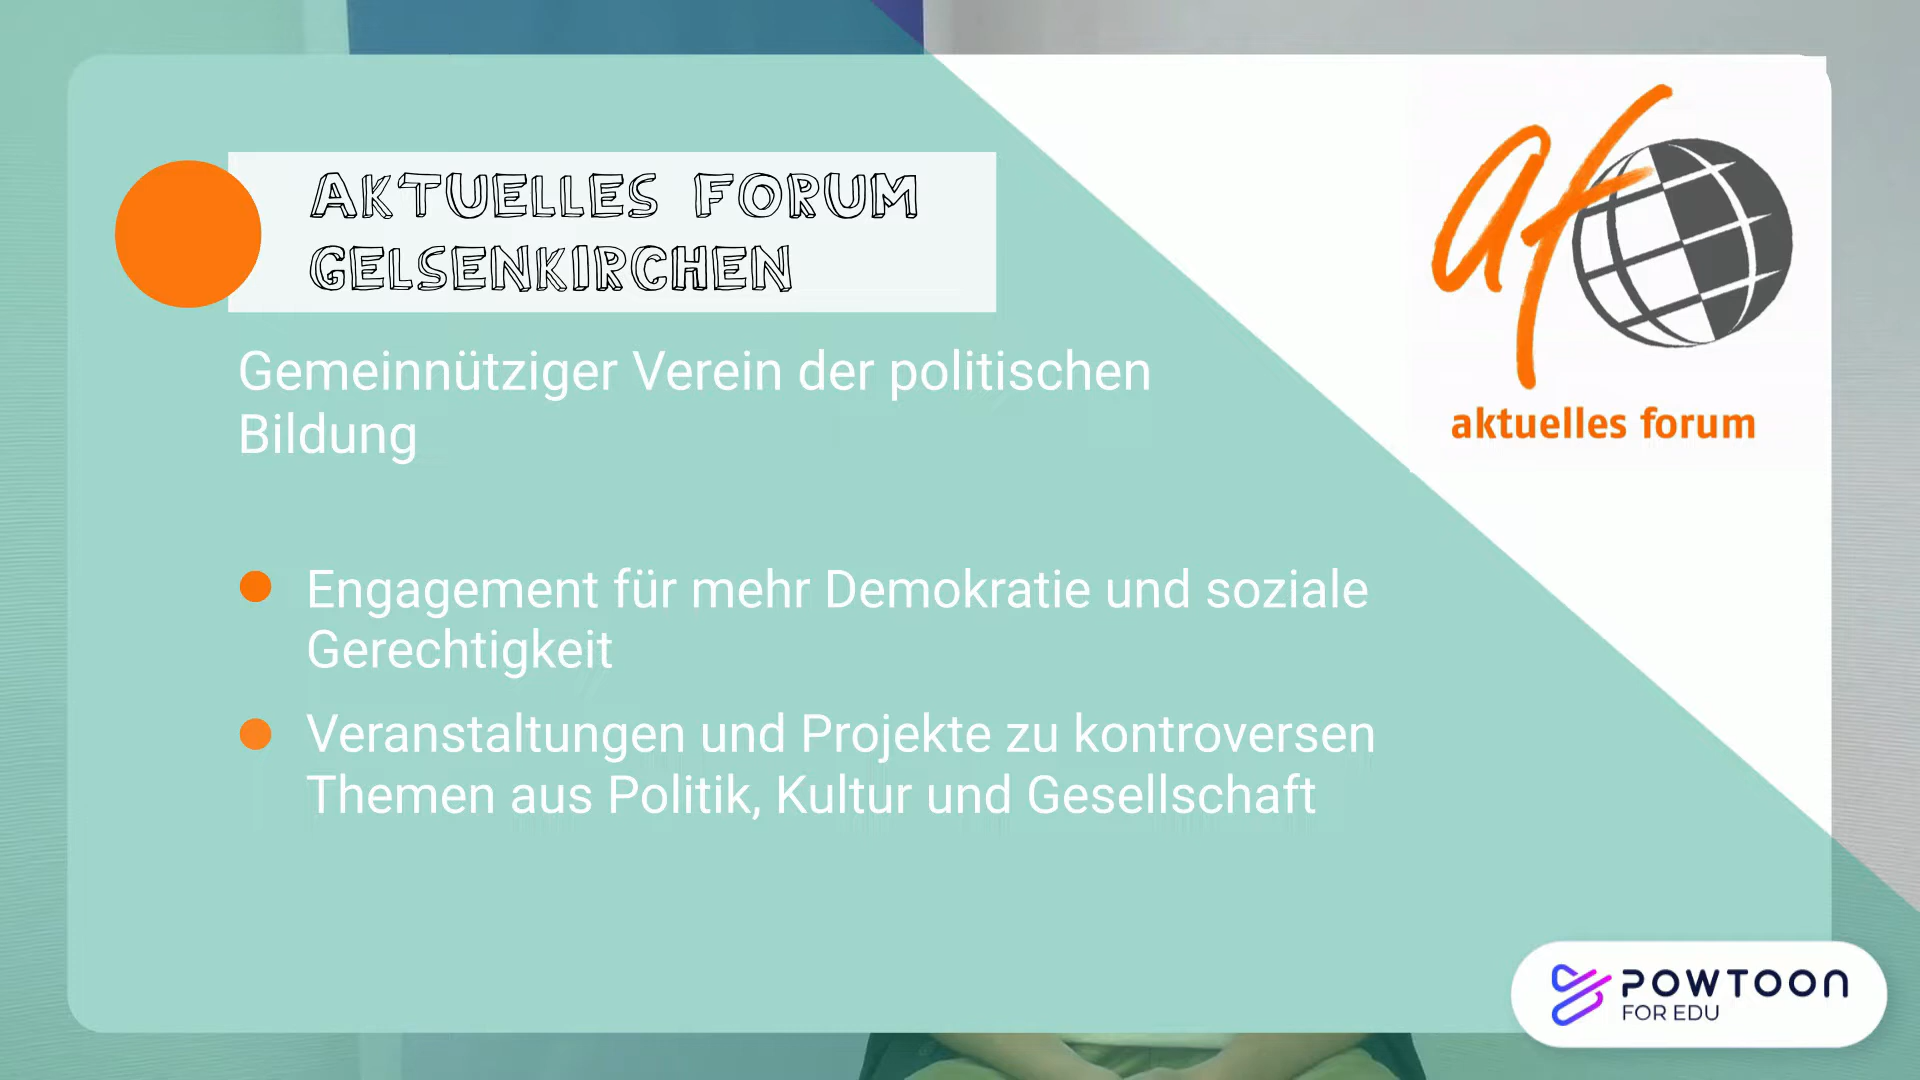 AKTUELLES FORUM
GELSENKIRCHEN
Gemeinnütziger Verein der politischen
Bildung
Engagement für mehr Demokratie und soziale
Gerechtigkeit
Veranstaltungen und Projekte zu kontroversen
Themen aus Politik, Kultur und Gesellschaft
af
aktuelles forum
POWTOON
FOR EDU